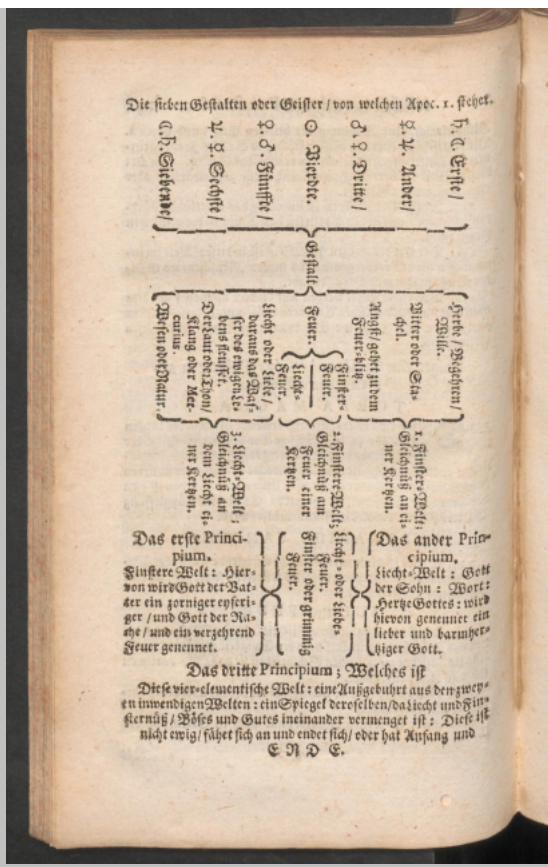 Die sieben Gestalten oder Geister / von welchen Apoc. 1. stehet.
♄. ☾. Erste /
☿. ♃. Ander /
♂. ♀. Dritte /
☉. Vierdte.
♀. ♂. Fünffte /
♃. ☿. Sechste /
☾. ♄. Siebende /
Gestalt
Herbe / Begehren /
Wille.
Bitter oder Sta-
chel.
Angst / gehet zu dem
Feuer-blitz.
Feuer.
Finster-
Feuer.
Liecht-
Feuer.
Liecht oder Liebe /
daraus das Was-
ser des ewigen Le-
bens fleusset.
Der Laut oder Thon /
Klang oder Mer-
curius.
Wesen oder Natur.
1. Finster-Welt;
Gleichnüß an ei-
ner Kertzen.
2. Finstere Welt;
Gleichnüß am
Feuer einer
Kertzen.
3. Liecht-Welt;
Gleichnüß an
dem Liecht ei-
ner Kertzen.
Das erste Princi-
pium.
Finstere Welt: Hier-
von wird Gott der Vat-
ter ein zorniger eyferi-
ger / und Gott der Ra-
che / und ein verzehrend
Feuer genennet.
Liecht- oder Liebe-
Feuer.
Finster oder grimmig
Feuer.
Das ander Prin-
cipium.
Liecht-Welt: Gott
der Sohn: Wort:
Hertze Gottes: wird
hievon genennet ein
lieber und barmher-
tziger Gott.
Das dritte Principium; Welches ist
Diese vier-elementische Welt: eine Außgebuhrt aus den zwey-
en inwendigen Welten: ein Spiegel deroselben / da Liecht und Fin-
sternüß / Böses und Gutes ineinander vermenget ist: Diese ist
nicht ewig / fähet sich an und endet sich / oder hat Anfang und
E N D E.